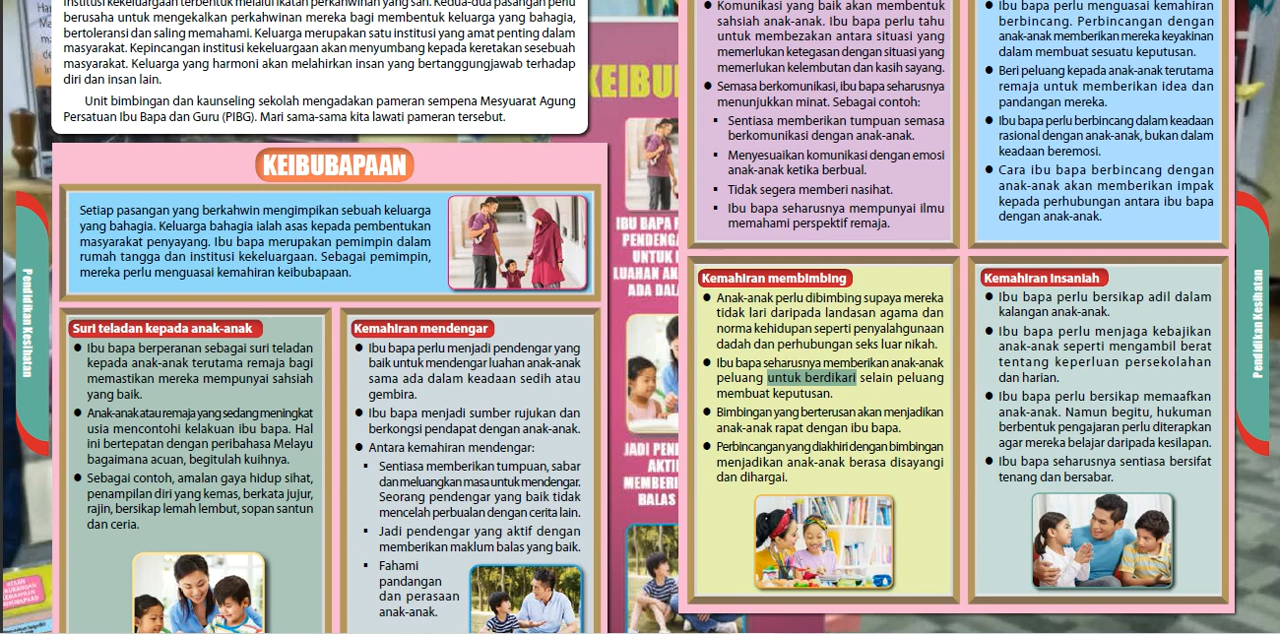 institusi kekeluargaan terbentuk melalui ikatan perkahwinan yang sah. Kedua-dua pasangan perlu
berusaha untuk mengekalkan perkahwinan mereka bagi membentuk keluarga yang bahagia,
bertoleransi dan saling memahami. Keluarga merupakan satu institusi yang amat penting dalam
masyarakat. Kepincangan institusi kekeluargaan akan menyumbang kepada keretakan sesebuah
masyarakat. Keluarga yang harmoni akan melahirkan insan yang bertanggungjawab terhadap
diri dan insan lain.
Unit bimbingan dan kaunseling sekolah mengadakan pameran sempena Mesyuarat Agung
Persatuan Ibu Bapa dan Guru (PIBG). Mari sama-sama kita lawati pameran tersebut.
KEIBUBAPAAN
Setiap pasangan yang berkahwin mengimpikan sebuah keluarga
yang bahagia. Keluarga bahagia ialah asas kepada pembentukan
masyarakat penyayang. Ibu bapa merupakan pemimpin dalam
rumah tangga dan institusi kekeluargaan. Sebagai pemimpin,
mereka perlu menguasai kemahiran keibubapaan.
Pendidikan Kesihatan
Suri teladan kepada anak-anak
● Ibu bapa berperanan sebagai suri teladan
kepada anak-anak terutama remaja bagi
memastikan mereka mempunyai sahsiah
yang baik.
● Anak-anak atau remaja yang sedang meningkat
usia mencontohi kelakuan ibu bapa. Hal
ini bertepatan dengan peribahasa Melayu
bagaimana acuan, begitulah kuihnya.
● Sebagai contoh, amalan gaya hidup sihat,
penampilan diri yang kemas, berkata jujur,
rajin, bersikap lemah lembut, sopan santun
dan ceria.
Kemahiran mendengar
● Ibu bapa perlu menjadi pendengar yang
baik untuk mendengar luahan anak-anak
sama ada dalam keadaan sedih atau
gembira.
● Ibu bapa menjadi sumber rujukan dan
berkongsi pendapat dengan anak-anak.
● Antara kemahiran mendengar:
▪ Sentiasa memberikan tumpuan, sabar
dan meluangkan masa untuk mendengar.
Seorang pendengar yang baik tidak
mencelah perbualan dengan cerita lain.
▪ Jadi pendengar yang aktif dengan
memberikan maklum balas yang baik.
▪ Fahami
pandangan
dan perasaan
anak-anak.
KEIBU
IBU BAPA
PENDENG
UNTUK
LUAHAN AN
ADA DALA
JADI PEN
AKTI
MEMBERI
BALAS
● Komunikasi yang baik akan membentuk
sahsiah anak-anak. Ibu bapa perlu tahu
untuk membezakan antara situasi yang
memerlukan ketegasan dengan situasi yang
memerlukan kelembutan dan kasih sayang.
● Semasa berkomunikasi, ibu bapa seharusnya
menunjukkan minat. Sebagai contoh:
▪ Sentiasa memberikan tumpuan semasa
berkomunikasi dengan anak-anak.
▪ Menyesuaikan komunikasi dengan emosi
anak-anak ketika berbual.
▪ Tidak segera memberi nasihat.
▪ Ibu bapa seharusnya mempunyai ilmu
memahami perspektif remaja.
● Ibu bapa perlu menguasai kemahiran
berbincang. Perbincangan dengan
anak-anak memberikan mereka keyakinan
dalam membuat sesuatu keputusan.
● Beri peluang kepada anak-anak terutama
remaja untuk memberikan idea dan
pandangan mereka.
● Ibu bapa perlu berbincang dalam keadaan
rasional dengan anak-anak, bukan dalam
keadaan beremosi.
● Cara ibu bapa berbincang dengan
anak-anak akan memberikan impak
kepada perhubungan antara ibu bapa
dengan anak-anak.
Kemahiran membimbing
● Anak-anak perlu dibimbing supaya mereka
tidak lari daripada landasan agama dan
norma kehidupan seperti penyalahgunaan
dadah dan perhubungan seks luar nikah.
● Ibu bapa seharusnya memberikan anak-anak
peluang untuk berdikari selain peluang
membuat keputusan.
● Bimbingan yang berterusan akan menjadikan
anak-anak rapat dengan ibu bapa.
● Perbincangan yang diakhiri dengan bimbingan
menjadikan anak-anak berasa disayangi
dan dihargai.
Kemahiran insaniah
● Ibu bapa perlu bersikap adil dalam
kalangan anak-anak.
● Ibu bapa perlu menjaga kebajikan
anak-anak seperti mengambil berat
tentang keperluan persekolahan
dan harian.
● Ibu bapa perlu bersikap memaafkan
anak-anak. Namun begitu, hukuman
berbentuk pengajaran perlu diterapkan
agar mereka belajar daripada kesilapan.
● Ibu bapa seharusnya sentiasa bersifat
tenang dan bersabar.
Pendidikan Kesihatan